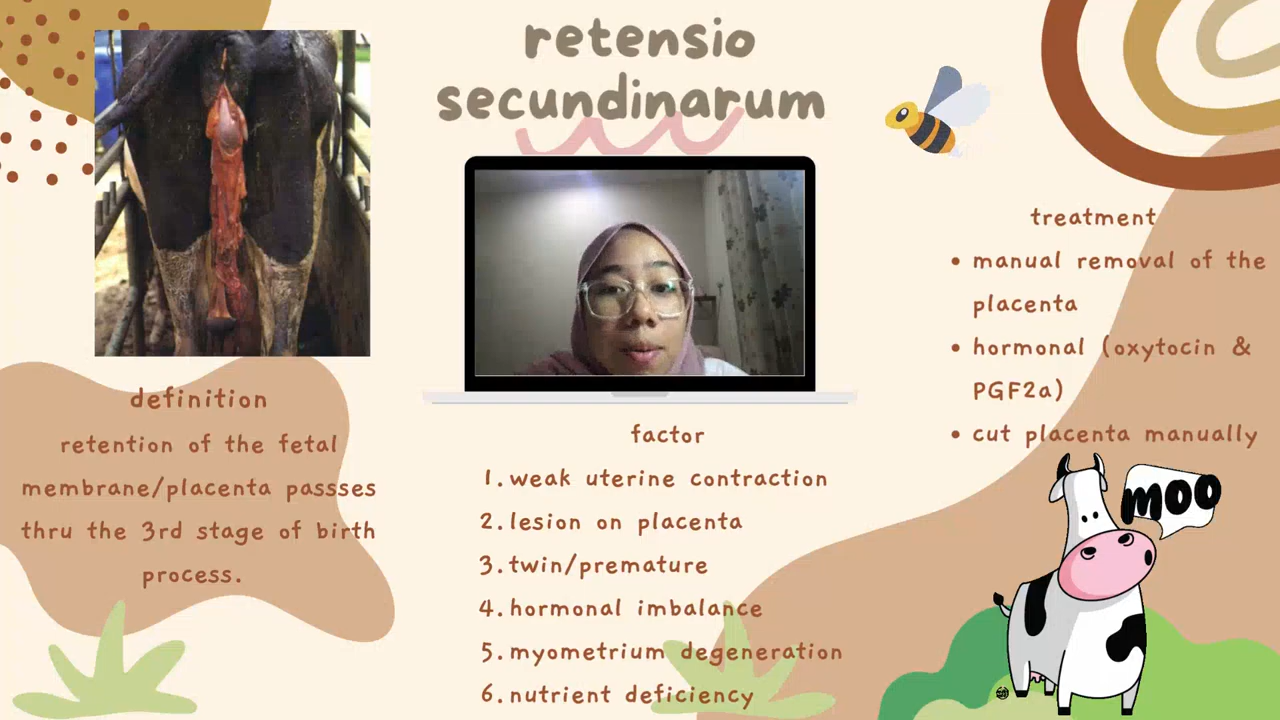 retensio
secundinarum
definition
retention of the fetal
membrane/placenta passses
thru the 3rd stage of birth
process.
factor
1. weak uterine contraction
2. lesion on placenta
3. twin/premature
4. hormonal imbalance
5. myometrium degeneration
6. nutrient deficiency
treatment
• manual removal of the
placenta
• hormonal (oxytocin &
PGF2a)
• cut placenta manually
MOO